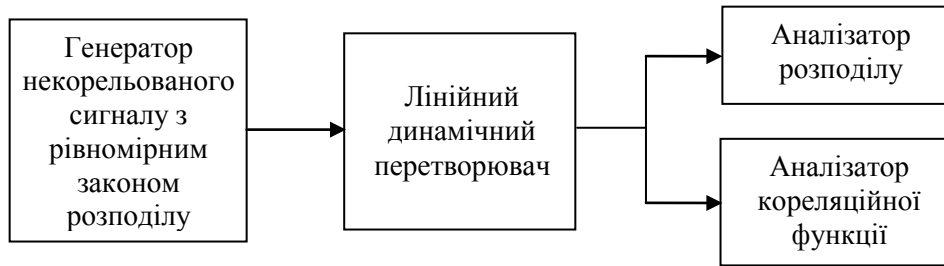 Генератор
некорельованого
сигналу з
рівномірним
законом
розподілу
Лінійний
динамічний
перетворювач
Аналізатор
розподілу
Аналізатор
кореляційної
функції